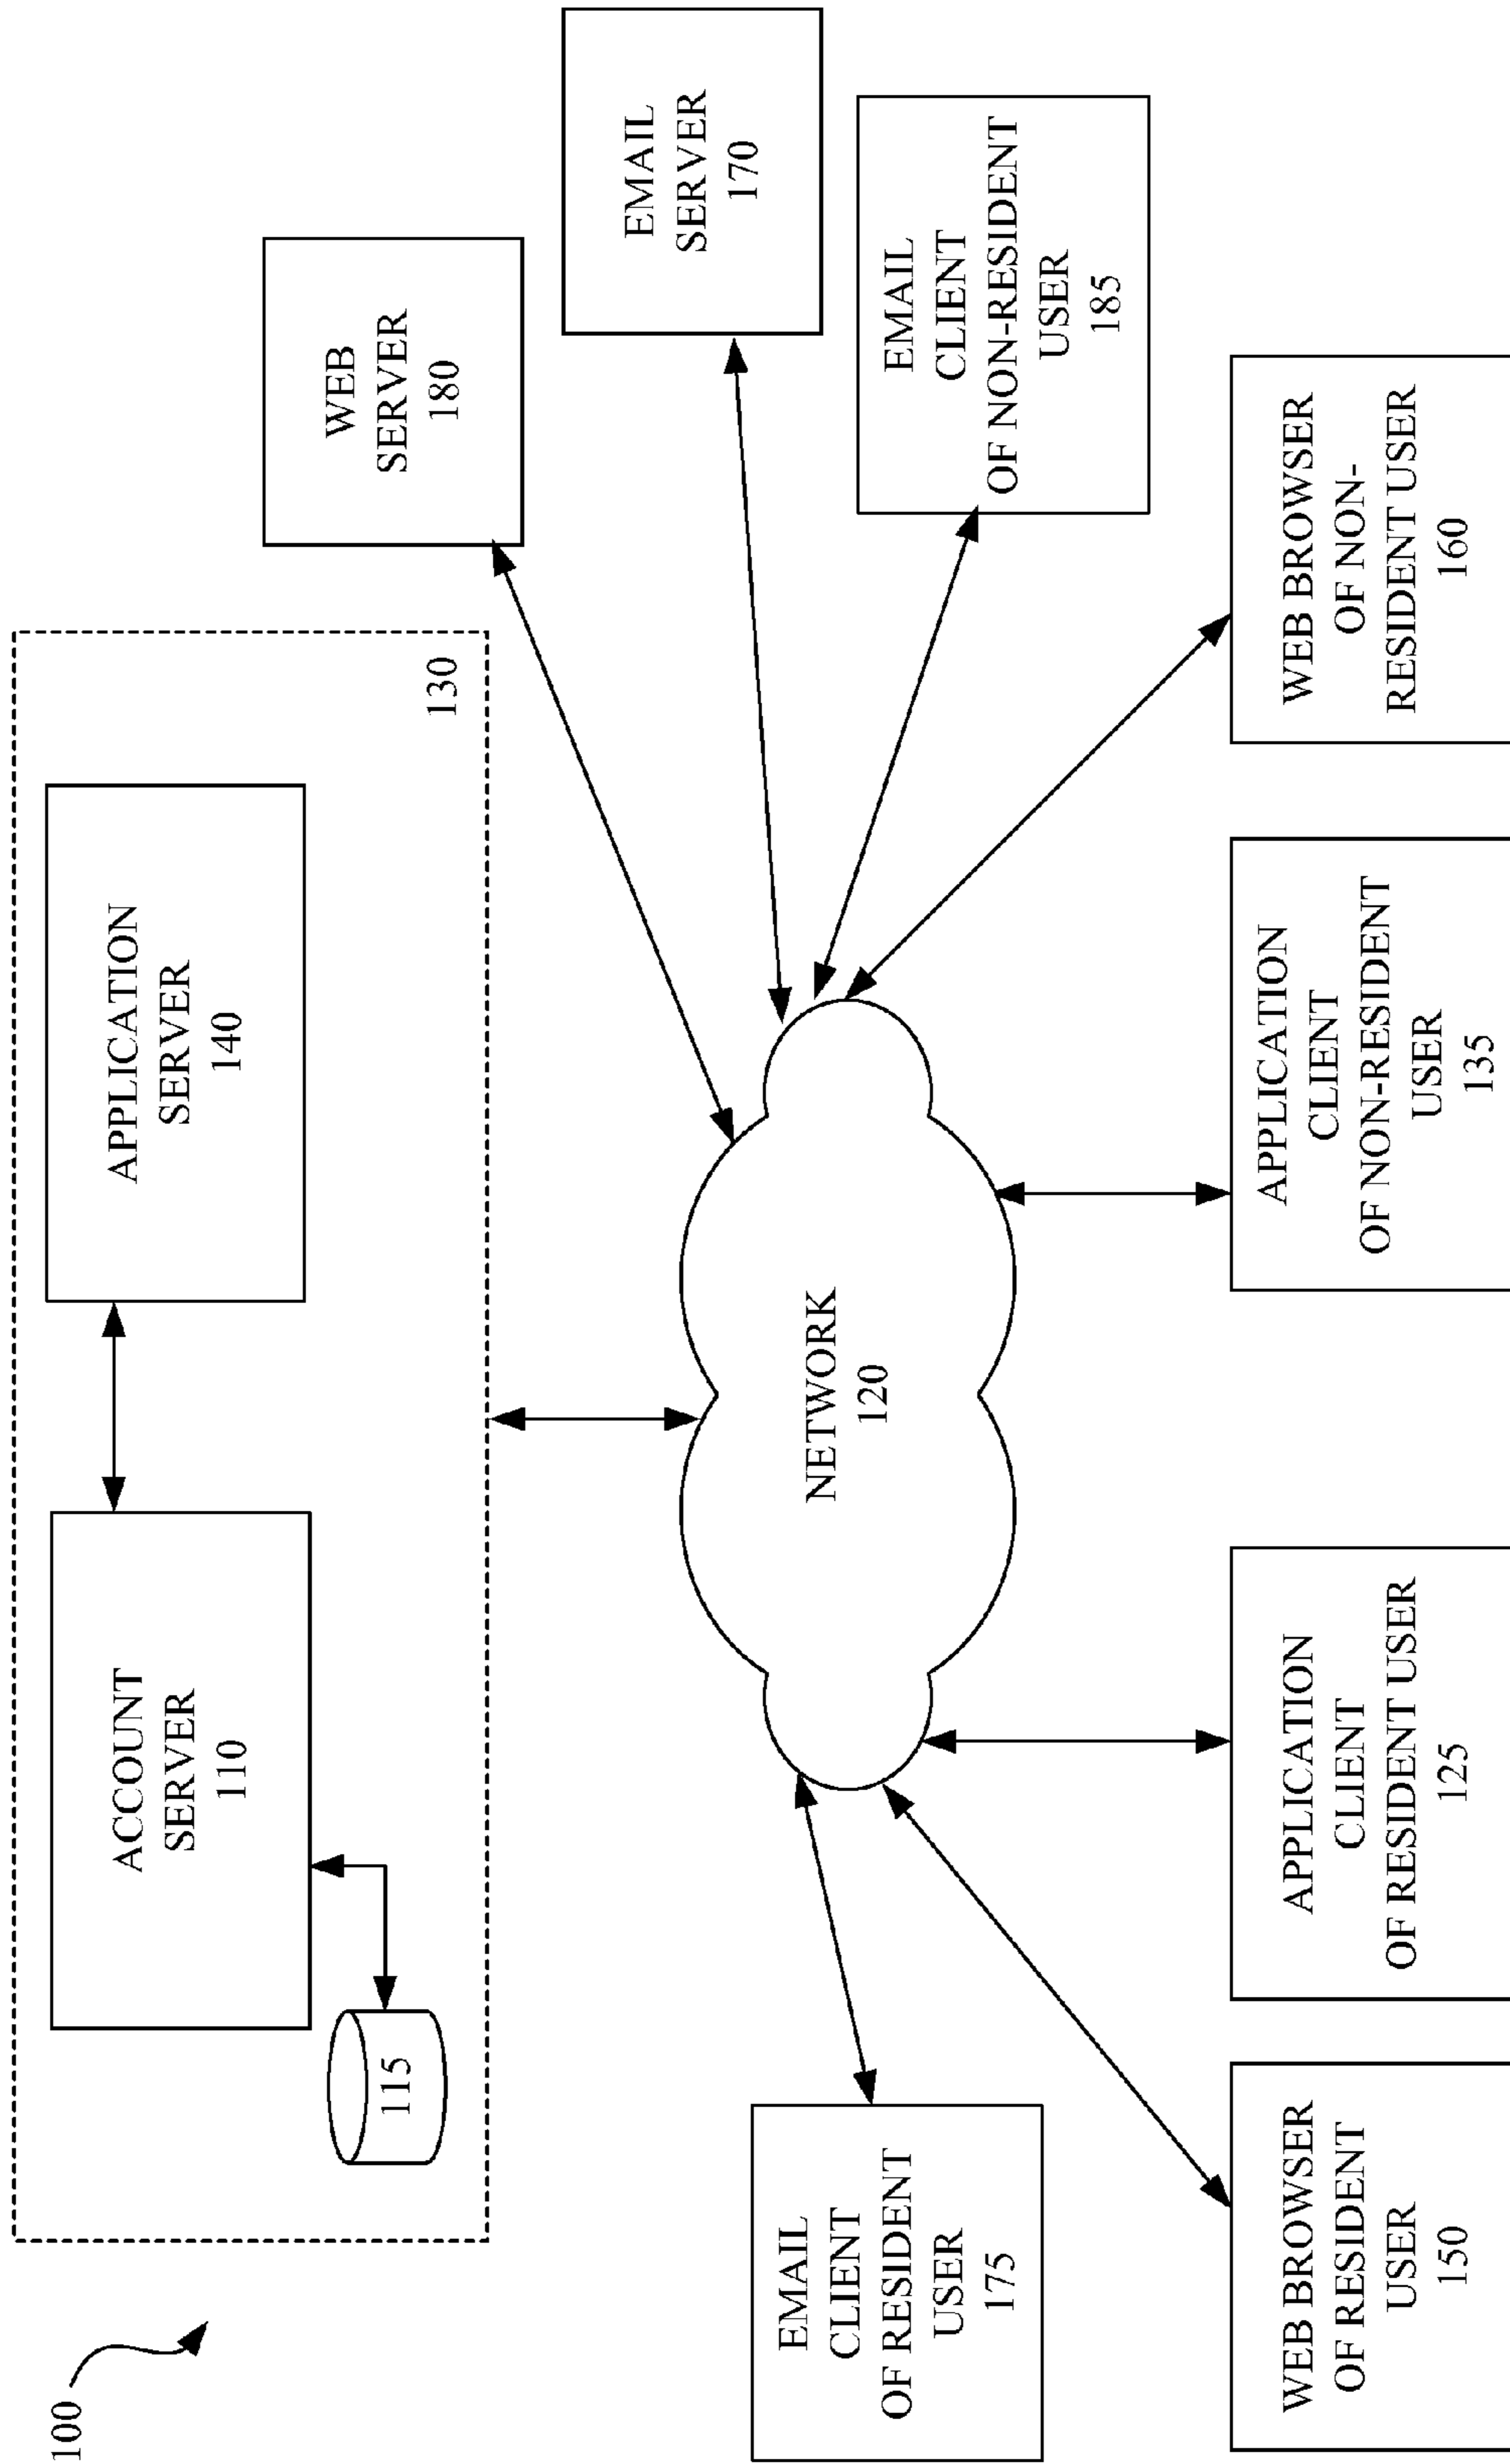 100
ACCOUNT
SERVER
110
115
APPLICATION
SERVER
140
130
WEB
SERVER
180
EMAIL
SERVER
170
EMAIL
CLIENT
OF NON-RESIDENT
USER
185
NETWORK
120
EMAIL
CLIENT
OF RESIDENT
USER
175
WEB BROWSER
OF RESIDENT
USER
150
APPLICATION
CLIENT
OF RESIDENT USER
125
APPLICATION
CLIENT
OF NON-RESIDENT
USER
135
WEB BROWSER
OF NON-
RESIDENT USER
160